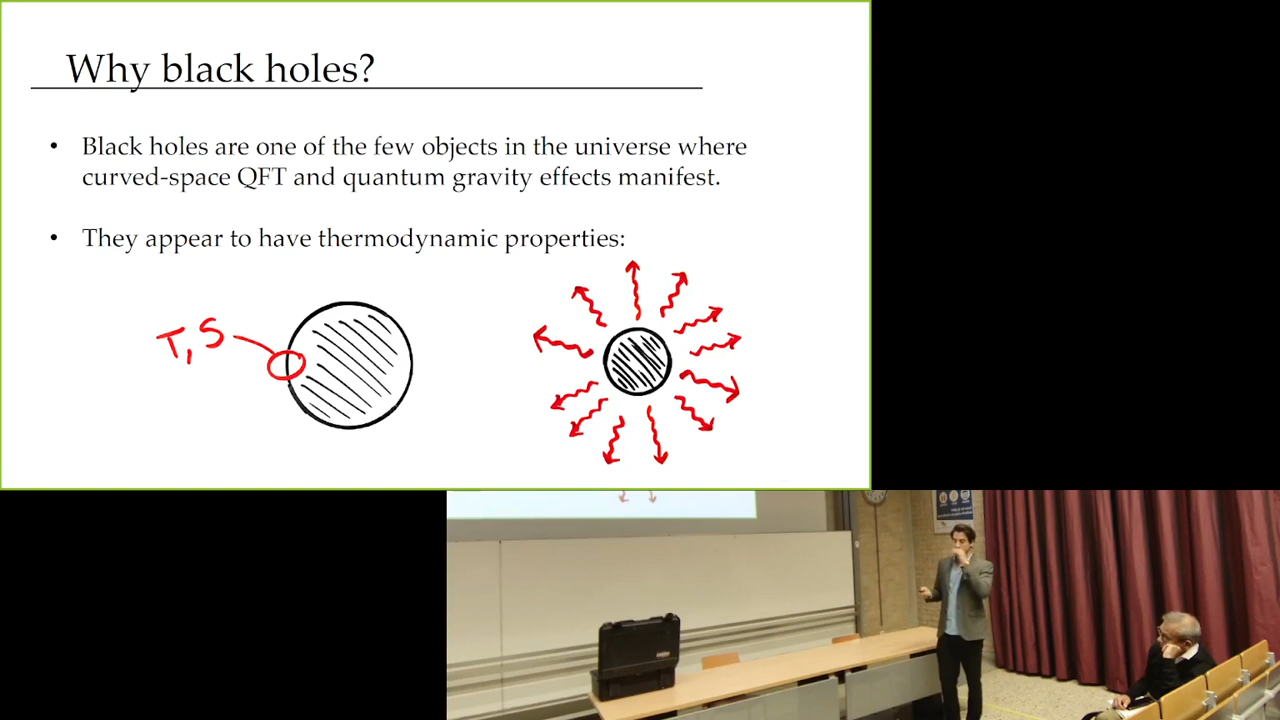 Why black holes?
• Black holes are one of the few objects in the universe where
curved-space QFT and quantum gravity effects manifest.
• They appear to have thermodynamic properties:
T, S